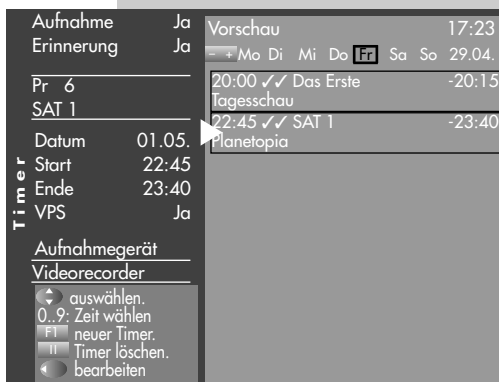 Timer
Aufnahme Ja
Erinnerung Ja
Pr 6
SAT 1
Datum 01.05.
Start 22:45
Ende 23:40
VPS Ja
Aufnahmegerät
Videorecorder
auswählen.
0..9: Zeit wählen
F1 neuer Timer.
II Timer löschen.
bearbeiten
Vorschau 17:23
- + Mo Di Mi Do Fr Sa So 29.04.
20:00 ✓✓ Das Erste -20:15
Tagesschau
22:45 ✓✓ SAT 1 -23:40
Planetopia